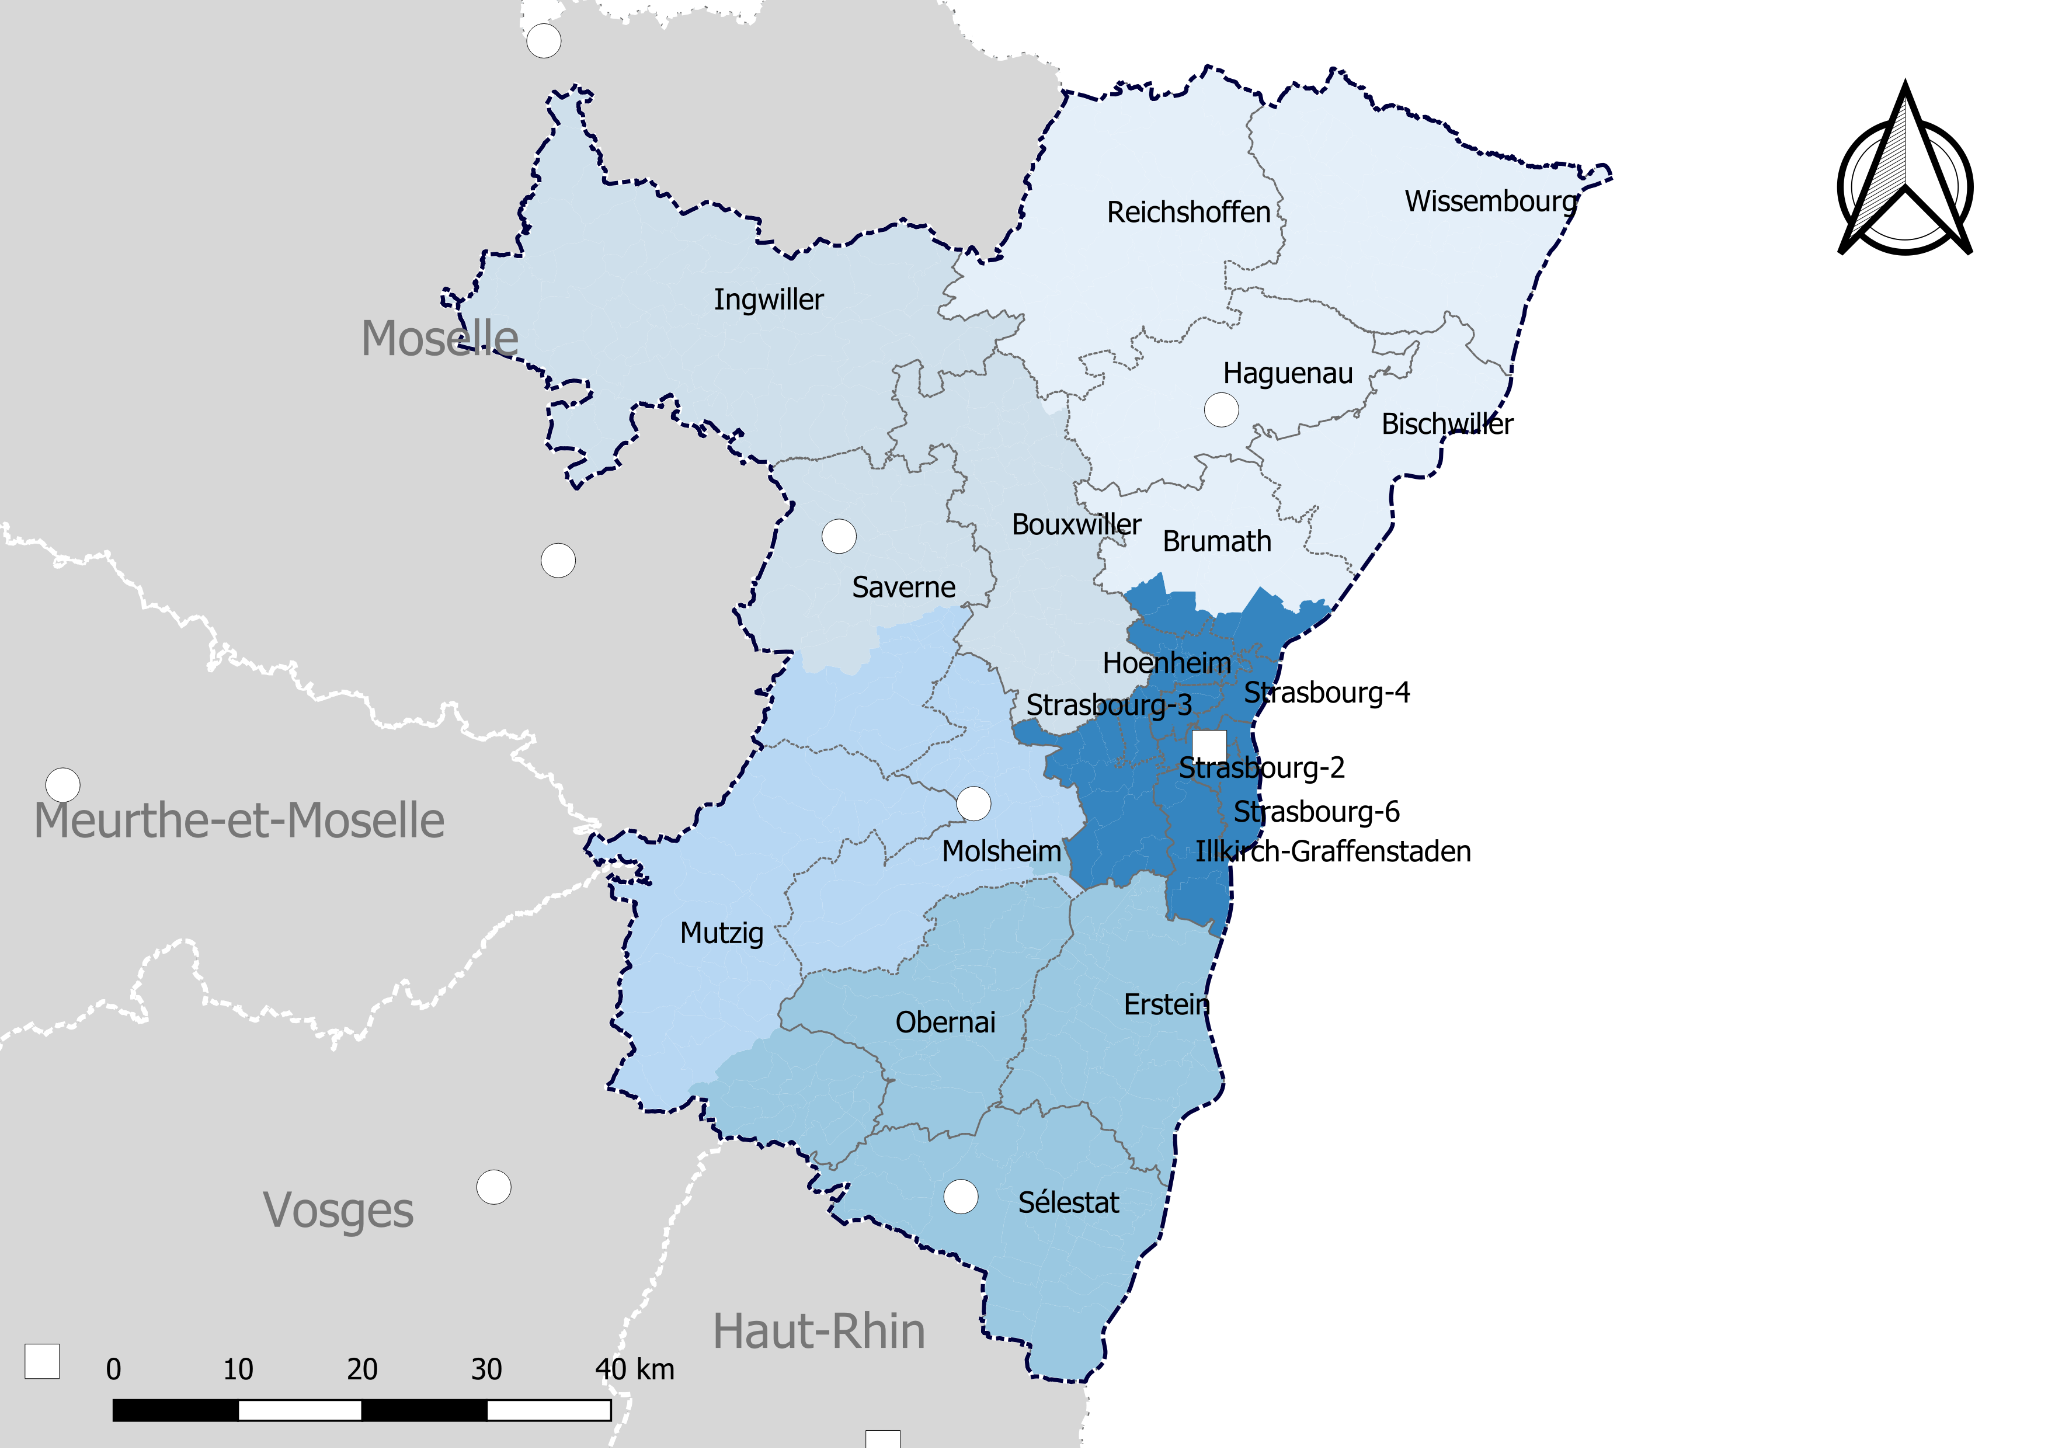 Wissembourg
Reichshoffen
Ingwiller
Moselle
Haguenau
Bischwiller
Bouxwiller
Brumath
Saverne
Hoenheim
Strasbourg-4
Strasbourg-3
Strasbourg-2
Strasbourg-6
Meurthe-et-Moselle
Molsheim
Illkirch-Graffenstaden
Mutzig
Erstein
Obernai
Sélestat
Vosges
Haut-Rhin
0 10 20 30 40 km